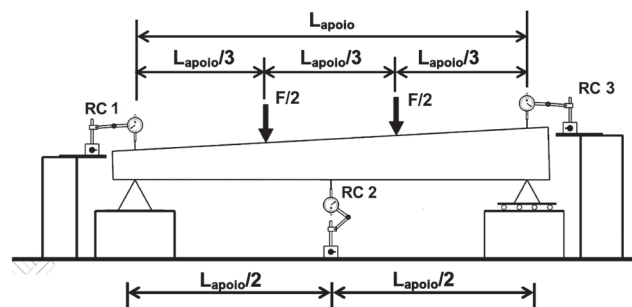 Lapoio
Lapoio/3 Lapoio/3 Lapoio/3
RC 1 F/2 F/2 RC 3
RC 2
Lapoio/2 Lapoio/2